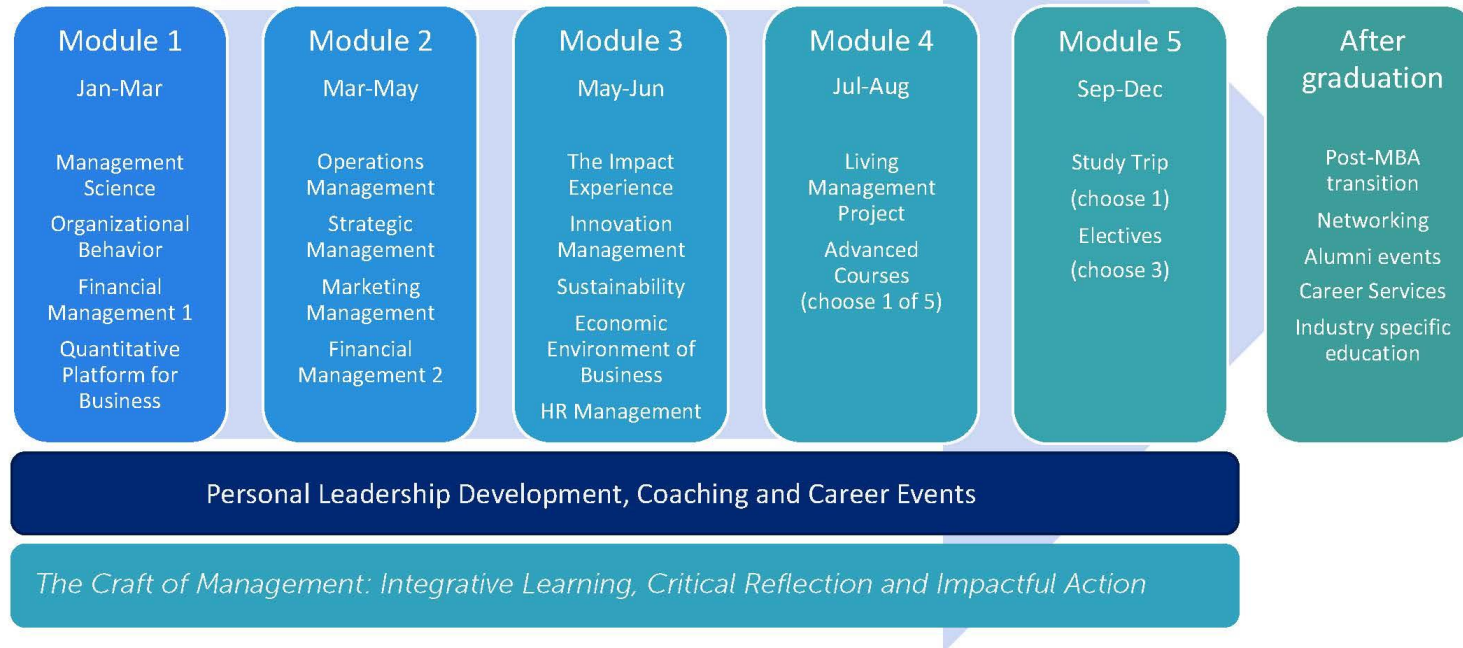 Module 1
Jan-Mar
Management
Science
Organizational
Behavior
Financial
Management 1
Quantitative
Platform for
Business
Module 2
Mar-May
Operations
Management
Strategic
Management
Marketing
Management
Financial
Management 2
Module 3
May-Jun
The Impact
Experience
Innovation
Management
Sustainability
Economic
Environment of
Business
HR Management
Module 4
Jul-Aug
Living
Management
Project
Advanced
Courses
(choose 1 of 5)
Module 5
Sep-Dec
Study Trip
(choose 1)
Electives
(choose 3)
After
graduation
Post-MBA
transition
Networking
Alumni events
Career Services
Industry specific
education
Personal Leadership Development, Coaching and Career Events
The Craft of Management: Integrative Learning, Critical Reflection and Impactful Action